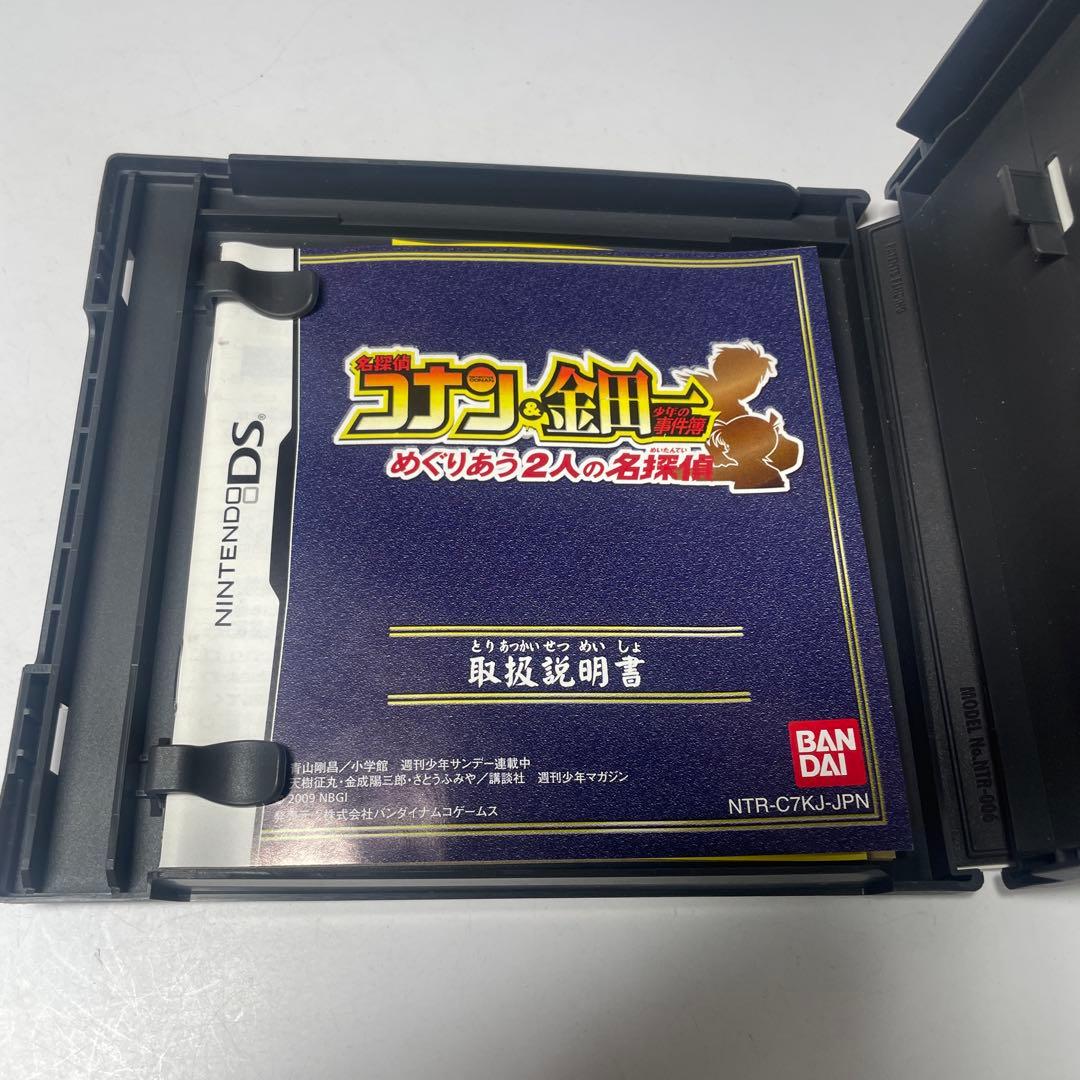 NINTENDO DS®
名探偵
コナン
CONAN
&
金田一
少年の
事件簿
めいたんてい
めぐりあう2人の名探偵
とりあつかいせつめいしょ
取扱説明書
青山剛昌/小学館 週刊少年サンデー連載中
天樹征丸・金成陽三郎・さとうふみや/講談社 週刊少年マガジン
2009 NBGI
発売元/株式会社バンダイナムコゲームス
BAN
DAI
NTR-C7KJ-JPN
MODEL No.NTR-006